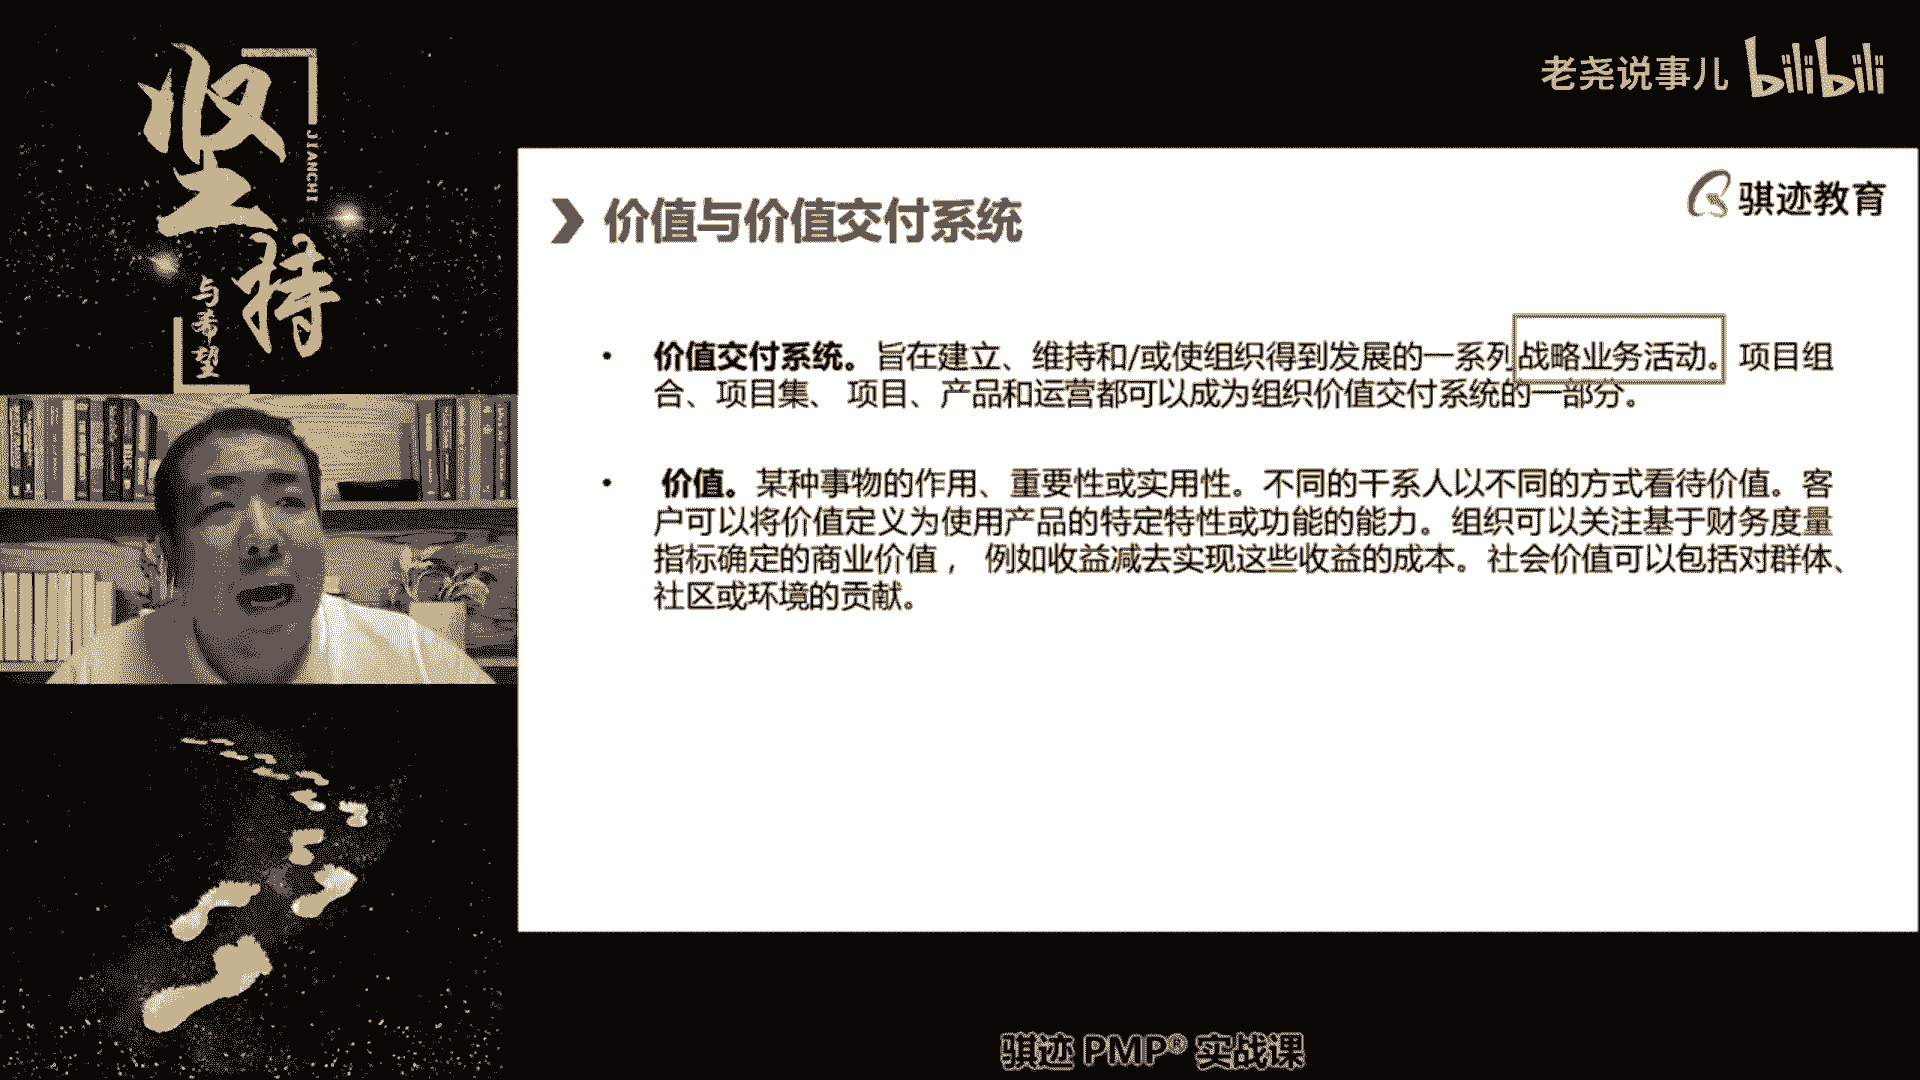 坚持
JIANCHI
与希望
老尧说事儿 bilibili
骐迹教育
价值与价值交付系统
• 价值交付系统。旨在建立、维持和/或使组织得到发展的一系列战略业务活动。项目组
合、项目集、 项目、产品和运营都可以成为组织价值交付系统的一部分。
• 价值。某种事物的作用、重要性或实用性。不同的干系人以不同的方式看待价值。客
户可以将价值定义为使用产品的特定特性或功能的能力。组织可以关注基于财务度量
指标确定的商业价值， 例如收益减去实现这些收益的成本。社会价值可以包括对群体、
社区或环境的贡献。
骐迹 PMP® 实战课